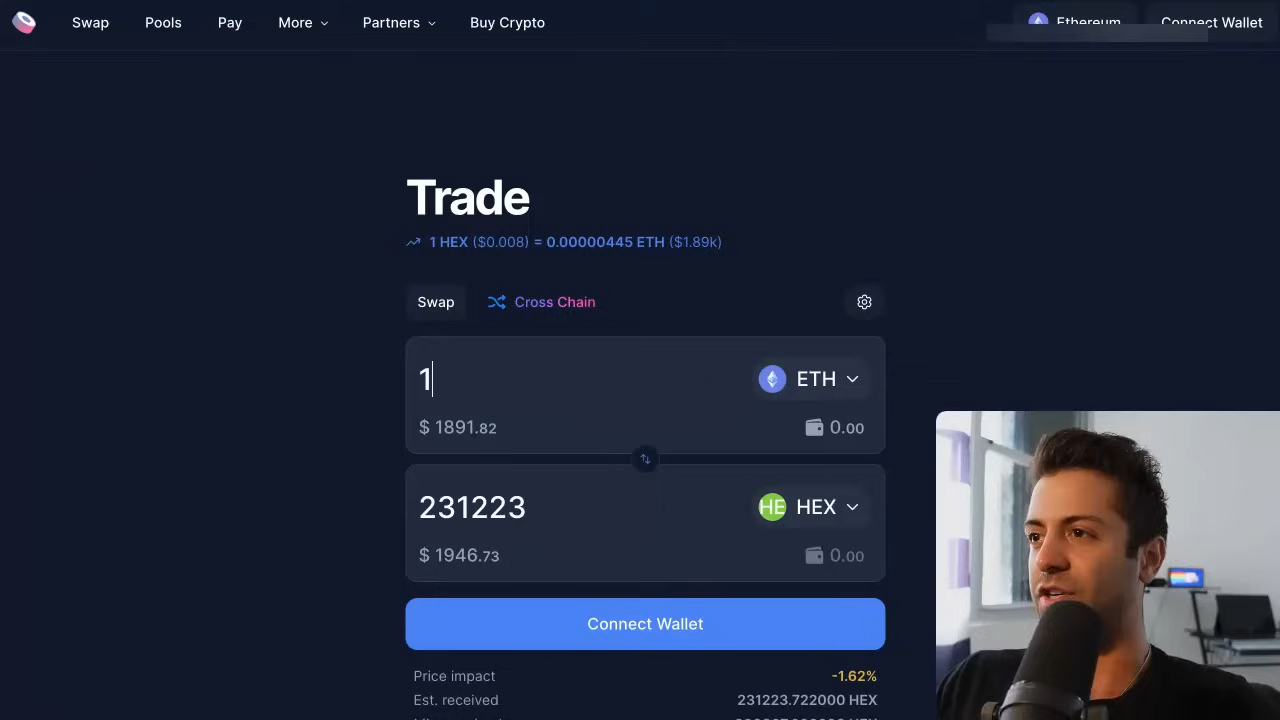 Swap Pools Pay More Partners Buy Crypto Ethereum Connect Wallet
Trade
1 HEX ($0.008) = 0.00000445 ETH ($1.89k)
Swap Cross Chain
1 ETH
$ 1891.82 0.00
231223 HE HEX
$ 1946.73 0.00
Connect Wallet
Price impact -1.62%
Est. received 231223.722000 HEX